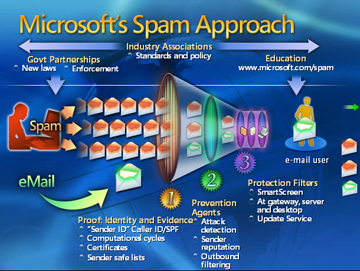 Microsoft's Spam Approach
Industry Associations
ˆ Standards and policy
Govt Partnerships
ˆ New laws ˆ Enforcement
Education
www.microsoft.com/spam
Spam
e-mail user
eMail
1
2
3
Proof: Identity and Evidence
ˆ "Sender ID" Caller ID/SPF
ˆ Computational cycles
ˆ Certificates
ˆ Sender safe lists
Prevention
Agents
ˆ Attack
detection
ˆ Sender
reputation
ˆ Outbound
filtering
Protection Filters
ˆ SmartScreen
ˆ At gateway, server
and desktop
ˆ Update Service